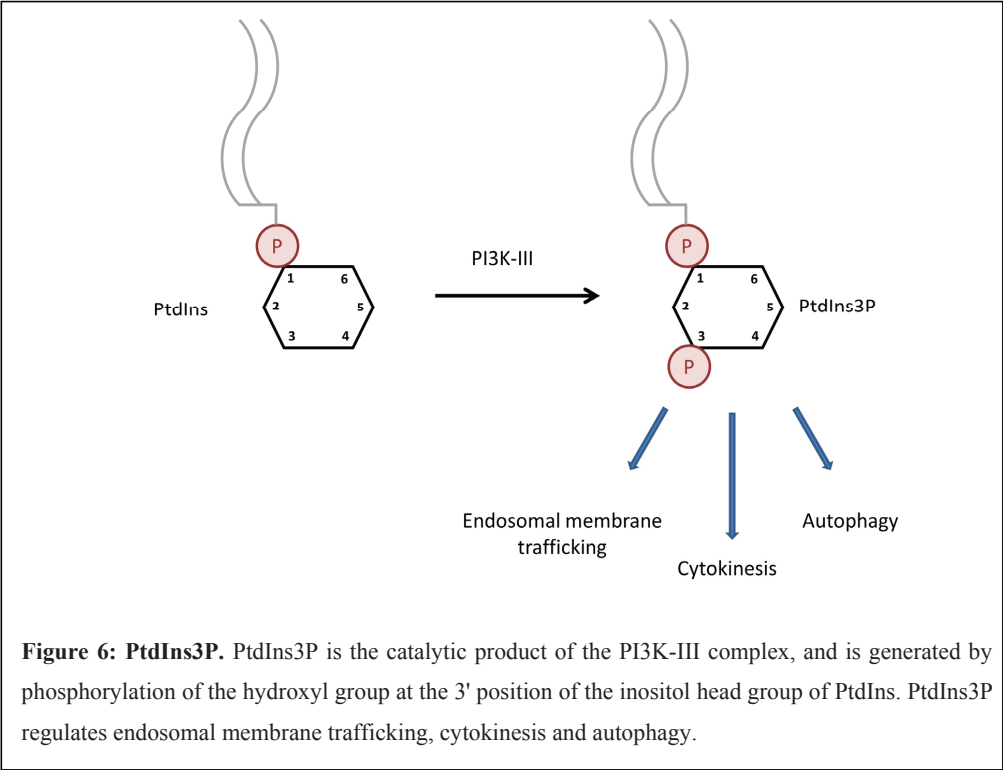 P
1 6
PtdIns 2 5
3 4
PI3K-III
P
1 6
2 5 PtdIns3P
3 4
P
Endosomal membrane
trafficking
Cytokinesis
Autophagy
Figure 6: PtdIns3P. PtdIns3P is the catalytic product of the PI3K-III complex, and is generated by
phosphorylation of the hydroxyl group at the 3' position of the inositol head group of PtdIns. PtdIns3P
regulates endosomal membrane trafficking, cytokinesis and autophagy.